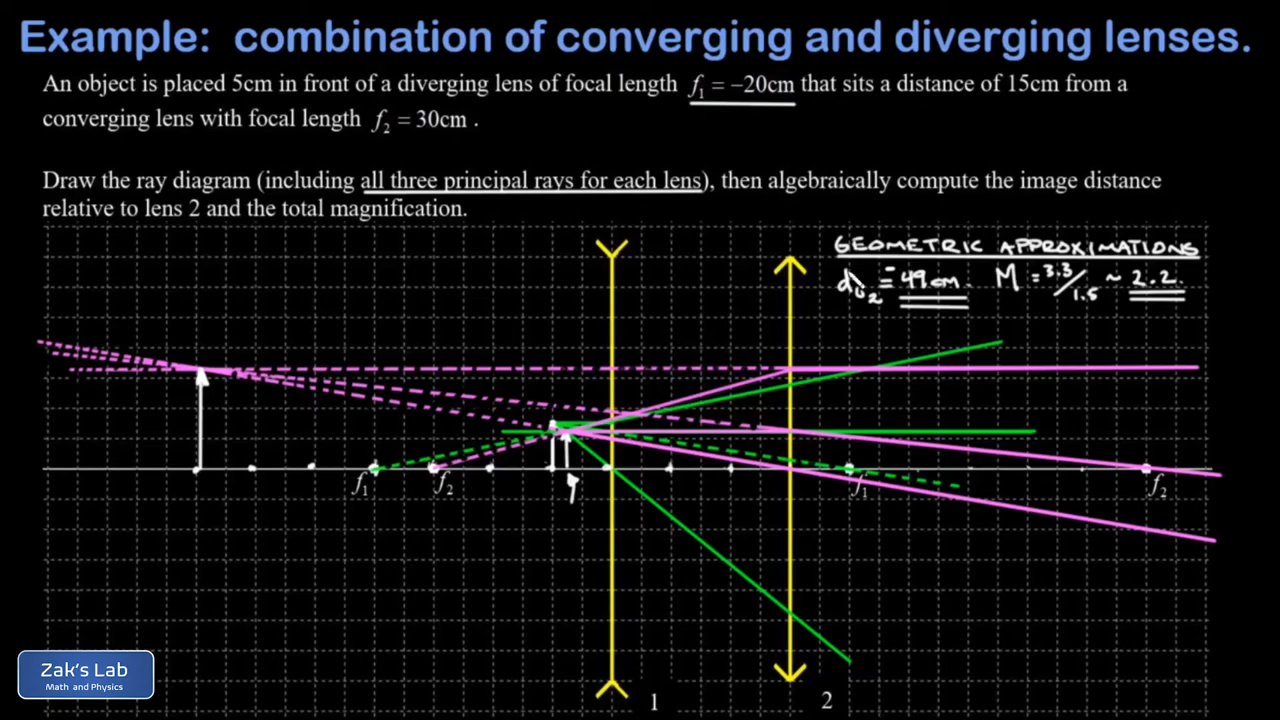 Example: combination of converging and diverging lenses.
An object is placed 5cm in front of a diverging lens of focal length f₁ = −20cm that sits a distance of 15cm from a
converging lens with focal length f₂ = 30cm .
Draw the ray diagram (including all three principal rays for each lens), then algebraically compute the image distance
relative to lens 2 and the total magnification.
GEOMETRIC APPROXIMATIONS
di₂ = -49cm. M = 3.3/1.5 ~ 2.2
f₁ f₂ f₁ f₂
Zak's Lab
Math and Physics
1 2